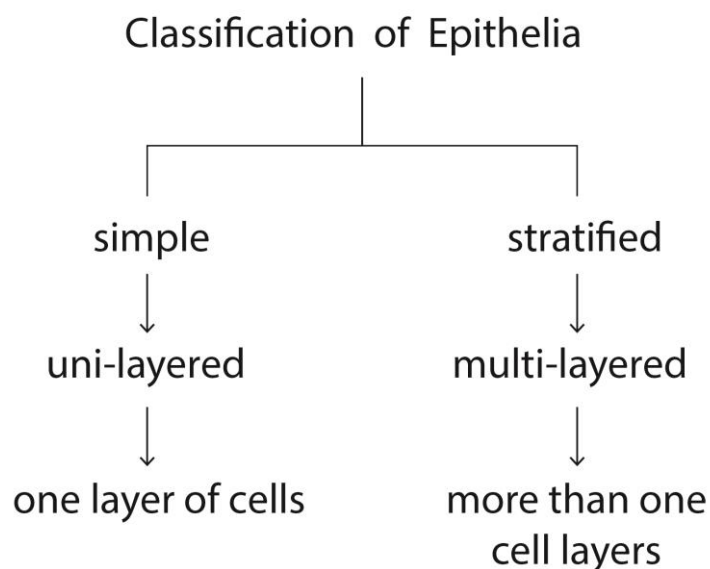 Classification of Epithelia
simple
stratified
uni-layered
multi-layered
one layer of cells
more than one
cell layers